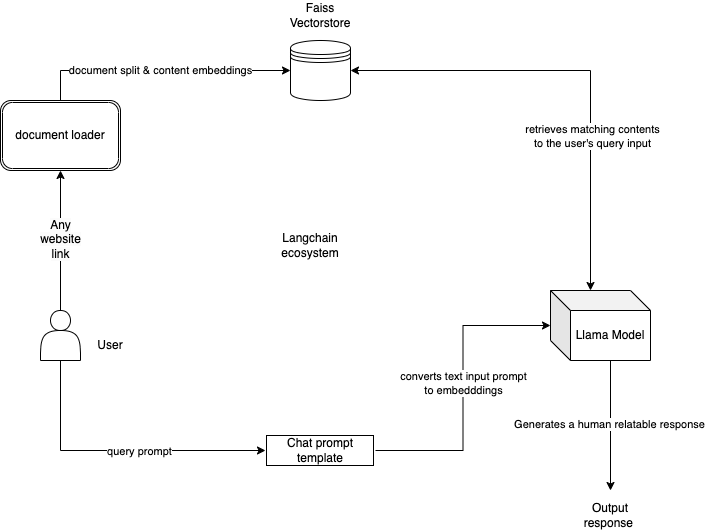 Faiss
Vectorstore
document split & content embeddings
document loader
retrieves matching contents
to the user's query input
Any
website
link
Langchain
ecosystem
User
Llama Model
converts text input prompt
to embedddings
Generates a human relatable response
Chat prompt
template
query prompt
Output
response